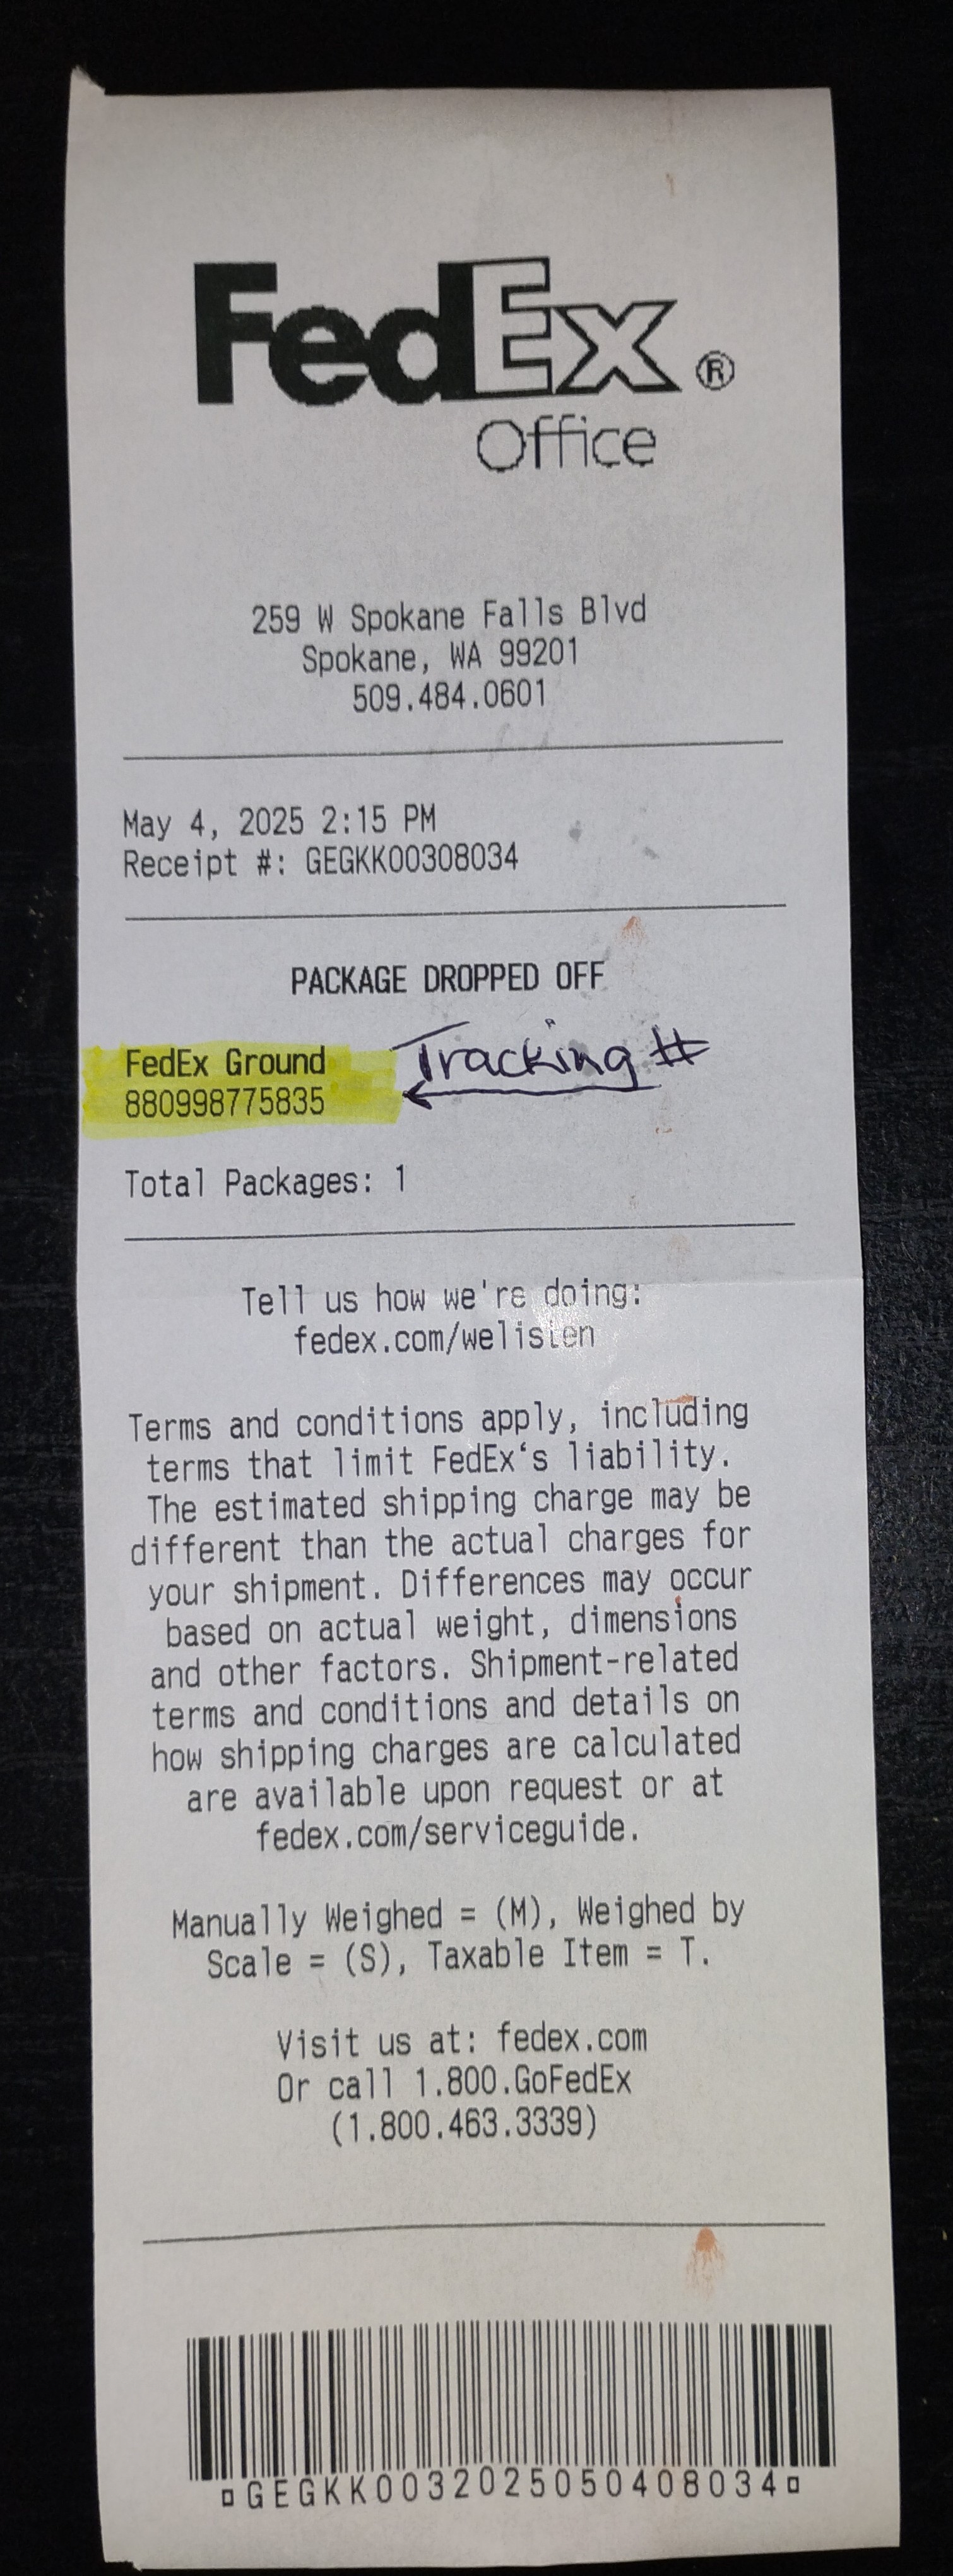 FedEx®
Office
259 W Spokane Falls Blvd
Spokane, WA 99201
509.484.0601
May 4, 2025 2:15 PM
Receipt #: GEGKK00308034
PACKAGE DROPPED OFF
FedEx Ground Tracking #
880998775835
Total Packages: 1
Tell us how we're doing:
fedex.com/welisten
Terms and conditions apply, including
terms that limit FedEx‘s liability.
The estimated shipping charge may be
different than the actual charges for
your shipment. Differences may occur
based on actual weight, dimensions
and other factors. Shipment-related
terms and conditions and details on
how shipping charges are calculated
are available upon request or at
fedex.com/serviceguide.
Manually Weighed = (M), Weighed by
Scale = (S), Taxable Item = T.
Visit us at: fedex.com
Or call 1.800.GoFedEx
(1.800.463.3339)
¤GEGKK0032025050408034¤